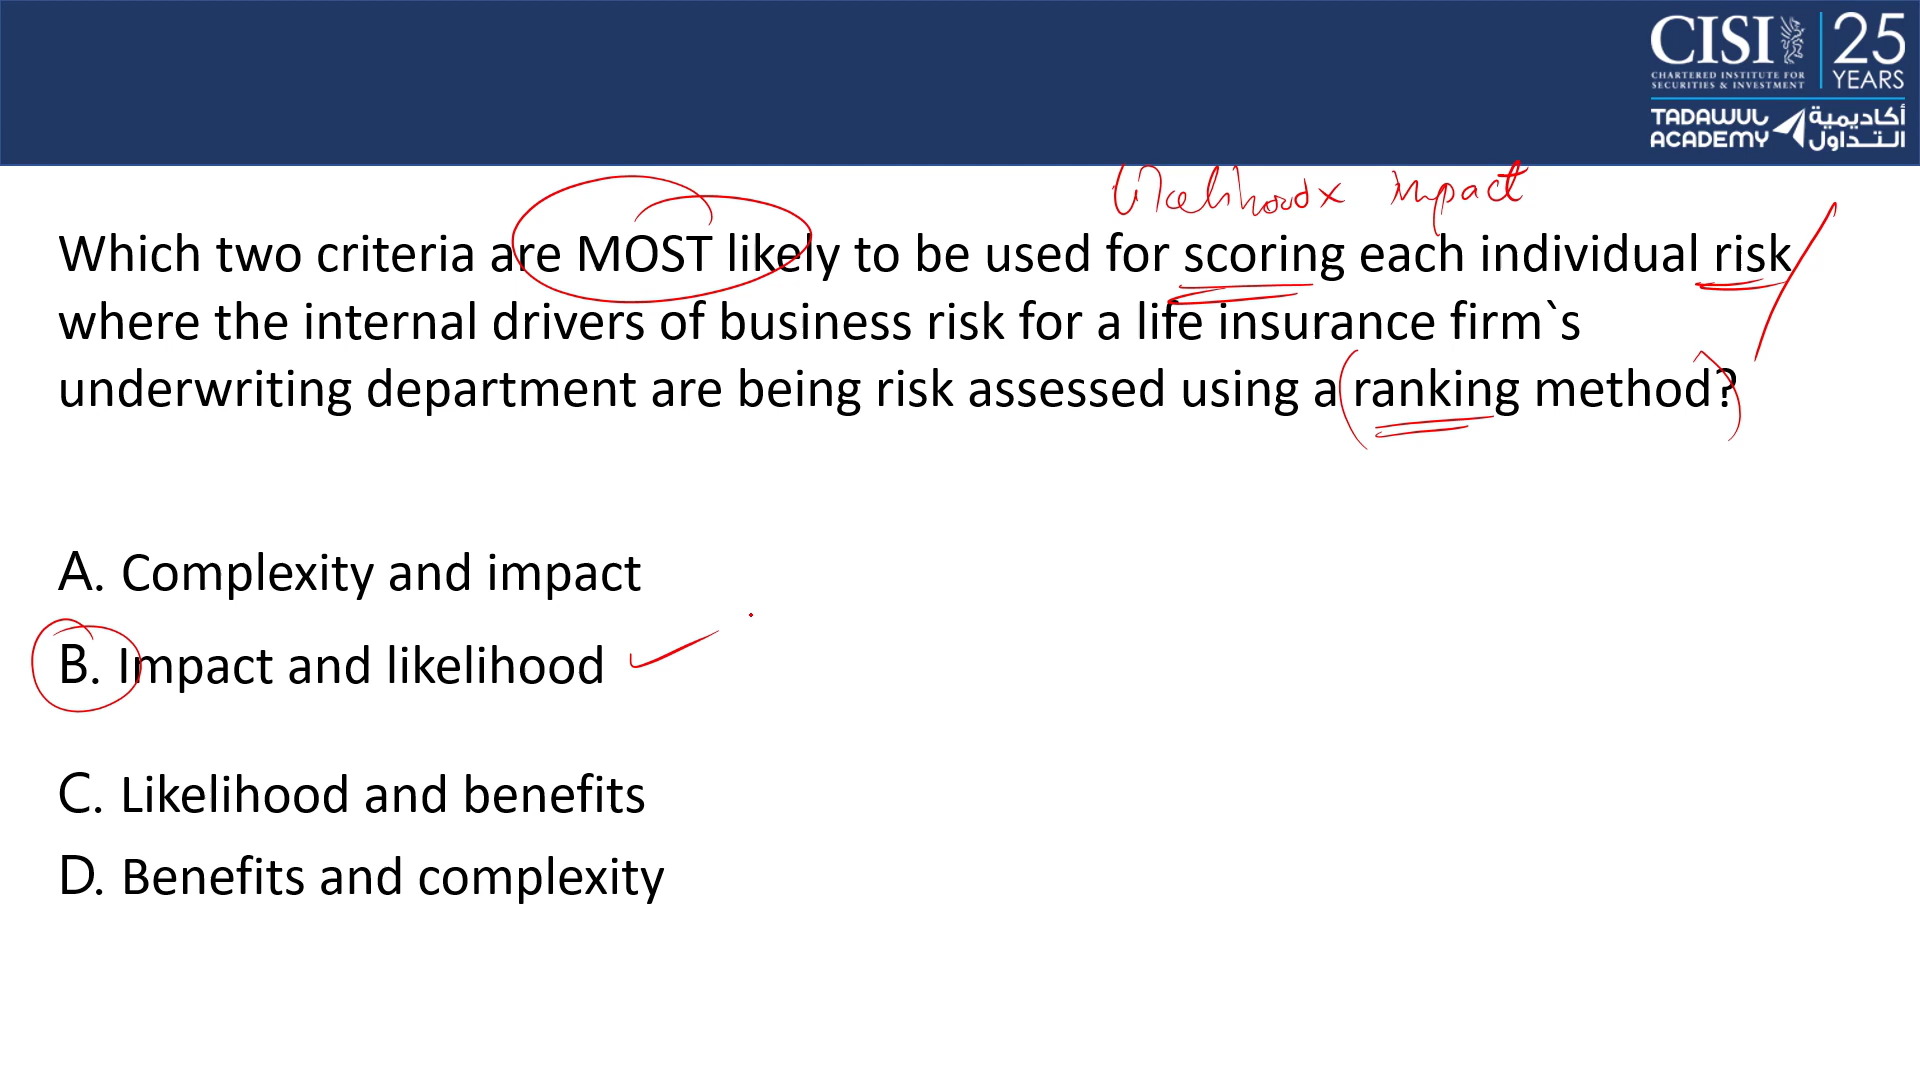 CISI 25
CHARTERED INSTITUTE FOR
SECURITIES & INVESTMENT YEARS
TADAWUL أكاديمية
ACADEMY التداول
Likelihood x impact
Which two criteria are MOST likely to be used for scoring each individual risk
where the internal drivers of business risk for a life insurance firm`s
underwriting department are being risk assessed using a ranking method?
A. Complexity and impact
B. Impact and likelihood
C. Likelihood and benefits
D. Benefits and complexity